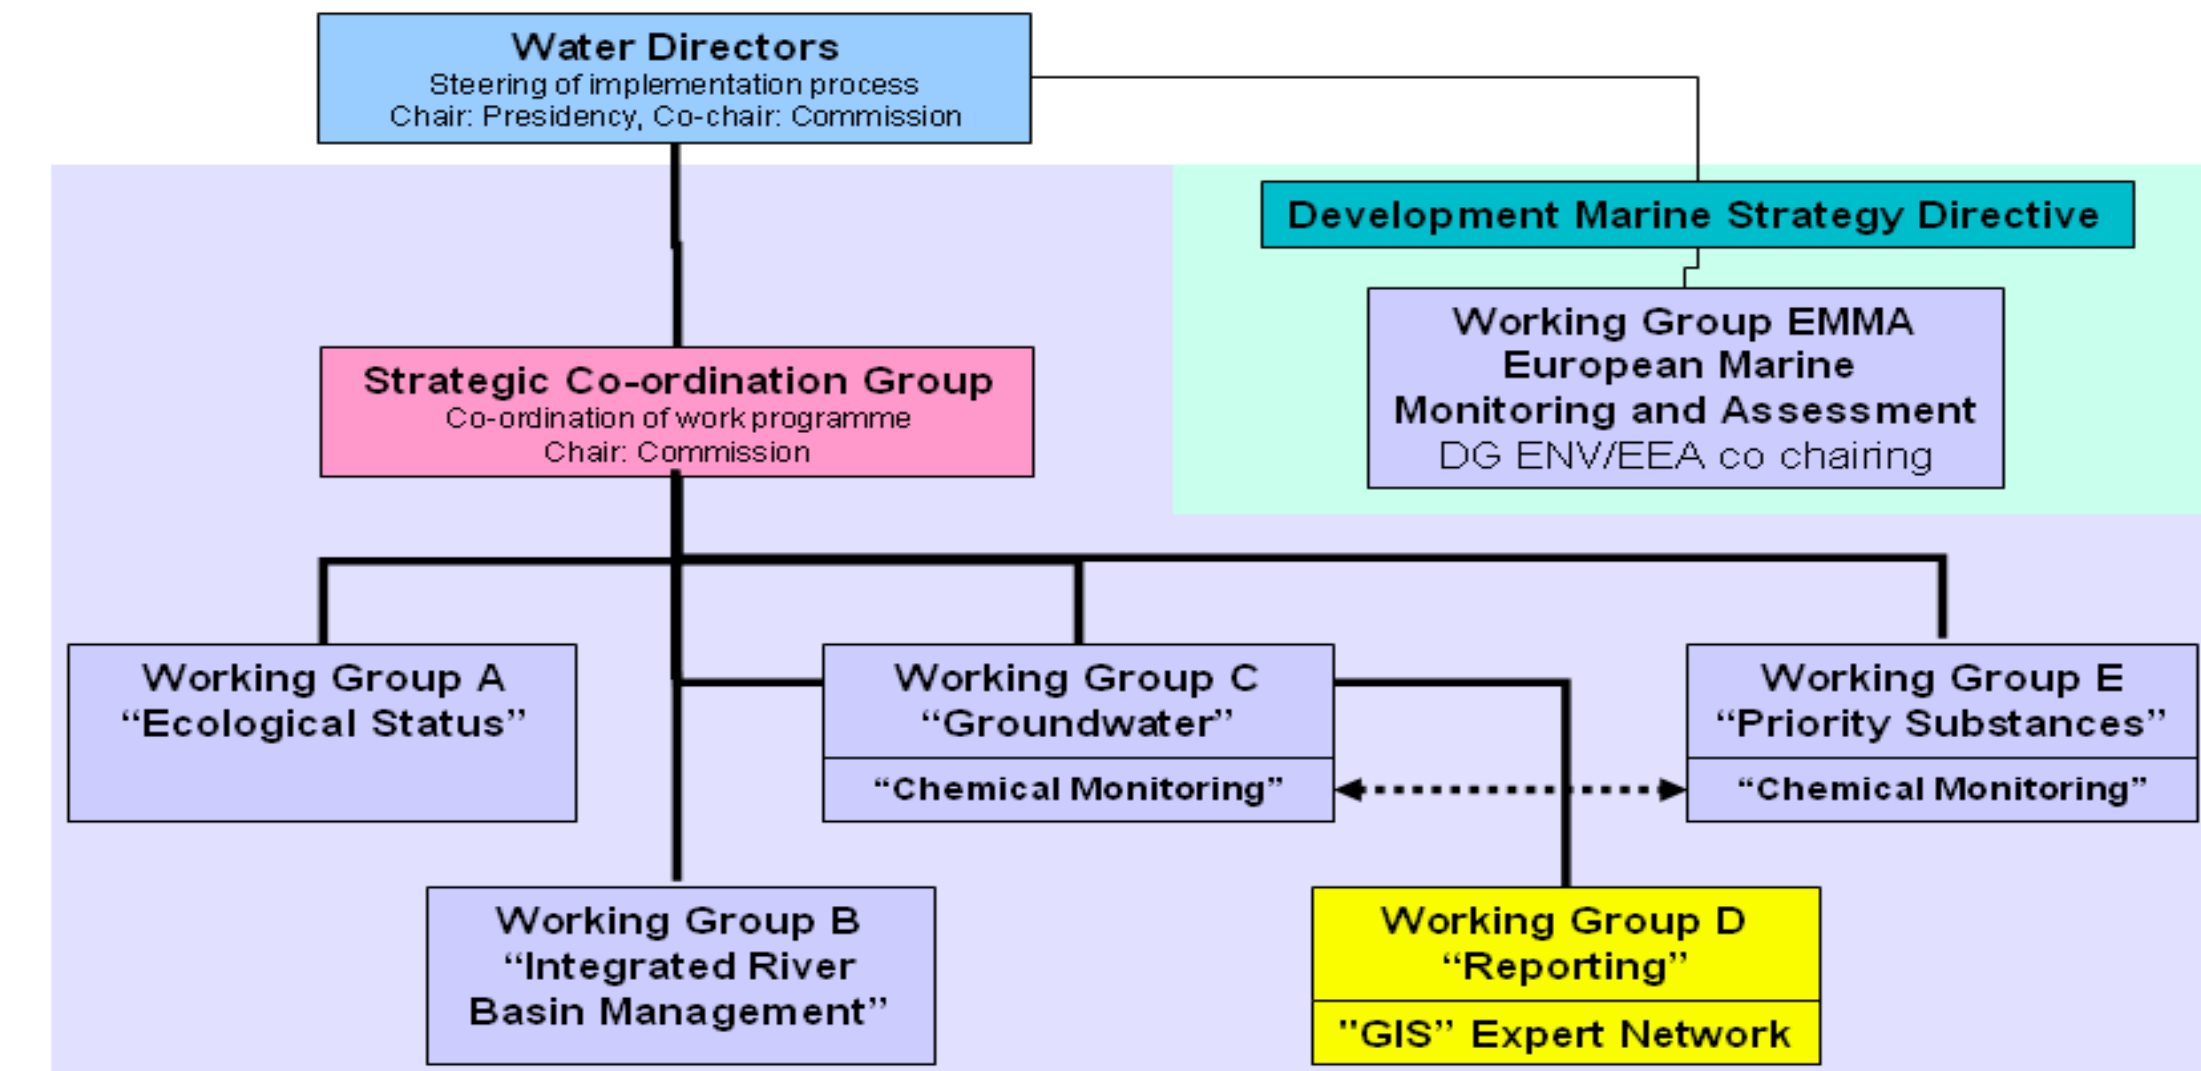 Water Directors
Steering of implementation process
Chair: Presidency, Co-chair: Commission
Development Marine Strategy Directive
Working Group EMMA
European Marine
Monitoring and Assessment
DG ENV/EEA co chairing
Strategic Co-ordination Group
Co-ordination of work programme
Chair: Commission
Working Group A
“Ecological Status”
Working Group C
“Groundwater”
“Chemical Monitoring”
Working Group E
“Priority Substances”
“Chemical Monitoring”
Working Group B
“Integrated River
Basin Management”
Working Group D
“Reporting”
"GIS” Expert Network